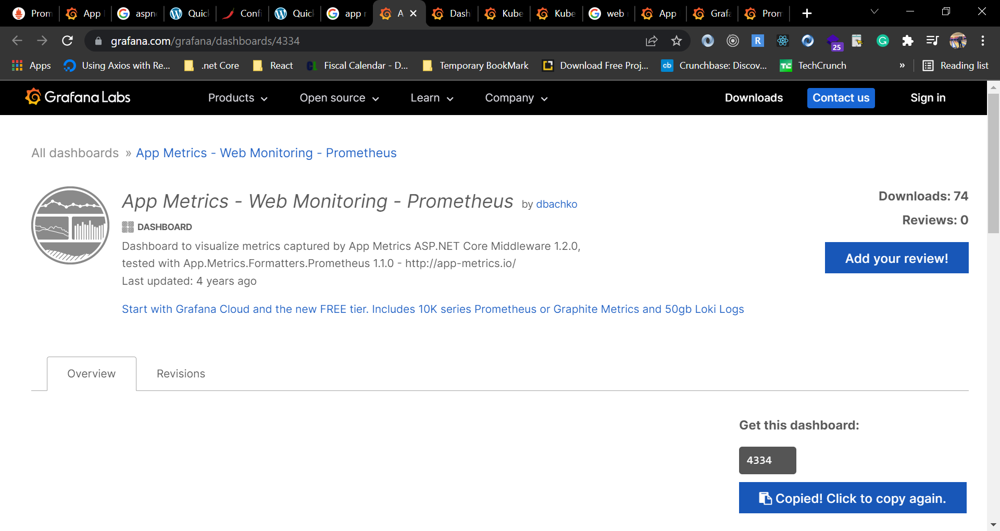 Prom
App
aspn
Quic
Confi
Quic
app r
A
Dash
Kube
Kube
web
App
Grafa
Prom
grafana.com/grafana/dashboards/4334
25
Apps
Using Axios with Re...
.net Core
React
Fiscal Calendar - D...
Temporary BookMark
Download Free Proj...
cb
Crunchbase: Discov...
TechCrunch
»
Reading list
Grafana Labs
Products
Open source
Learn
Company
Downloads
Contact us
Sign in
All dashboards » App Metrics - Web Monitoring - Prometheus
App Metrics - Web Monitoring - Prometheus by dbachko
DASHBOARD
Dashboard to visualize metrics captured by App Metrics ASP.NET Core Middleware 1.2.0,
tested with App.Metrics.Formatters.Prometheus 1.1.0 - http://app-metrics.io/
Last updated: 4 years ago
Start with Grafana Cloud and the new FREE tier. Includes 10K series Prometheus or Graphite Metrics and 50gb Loki Logs
Downloads: 74
Reviews: 0
Add your review!
Overview
Revisions
Get this dashboard:
4334
Copied! Click to copy again.